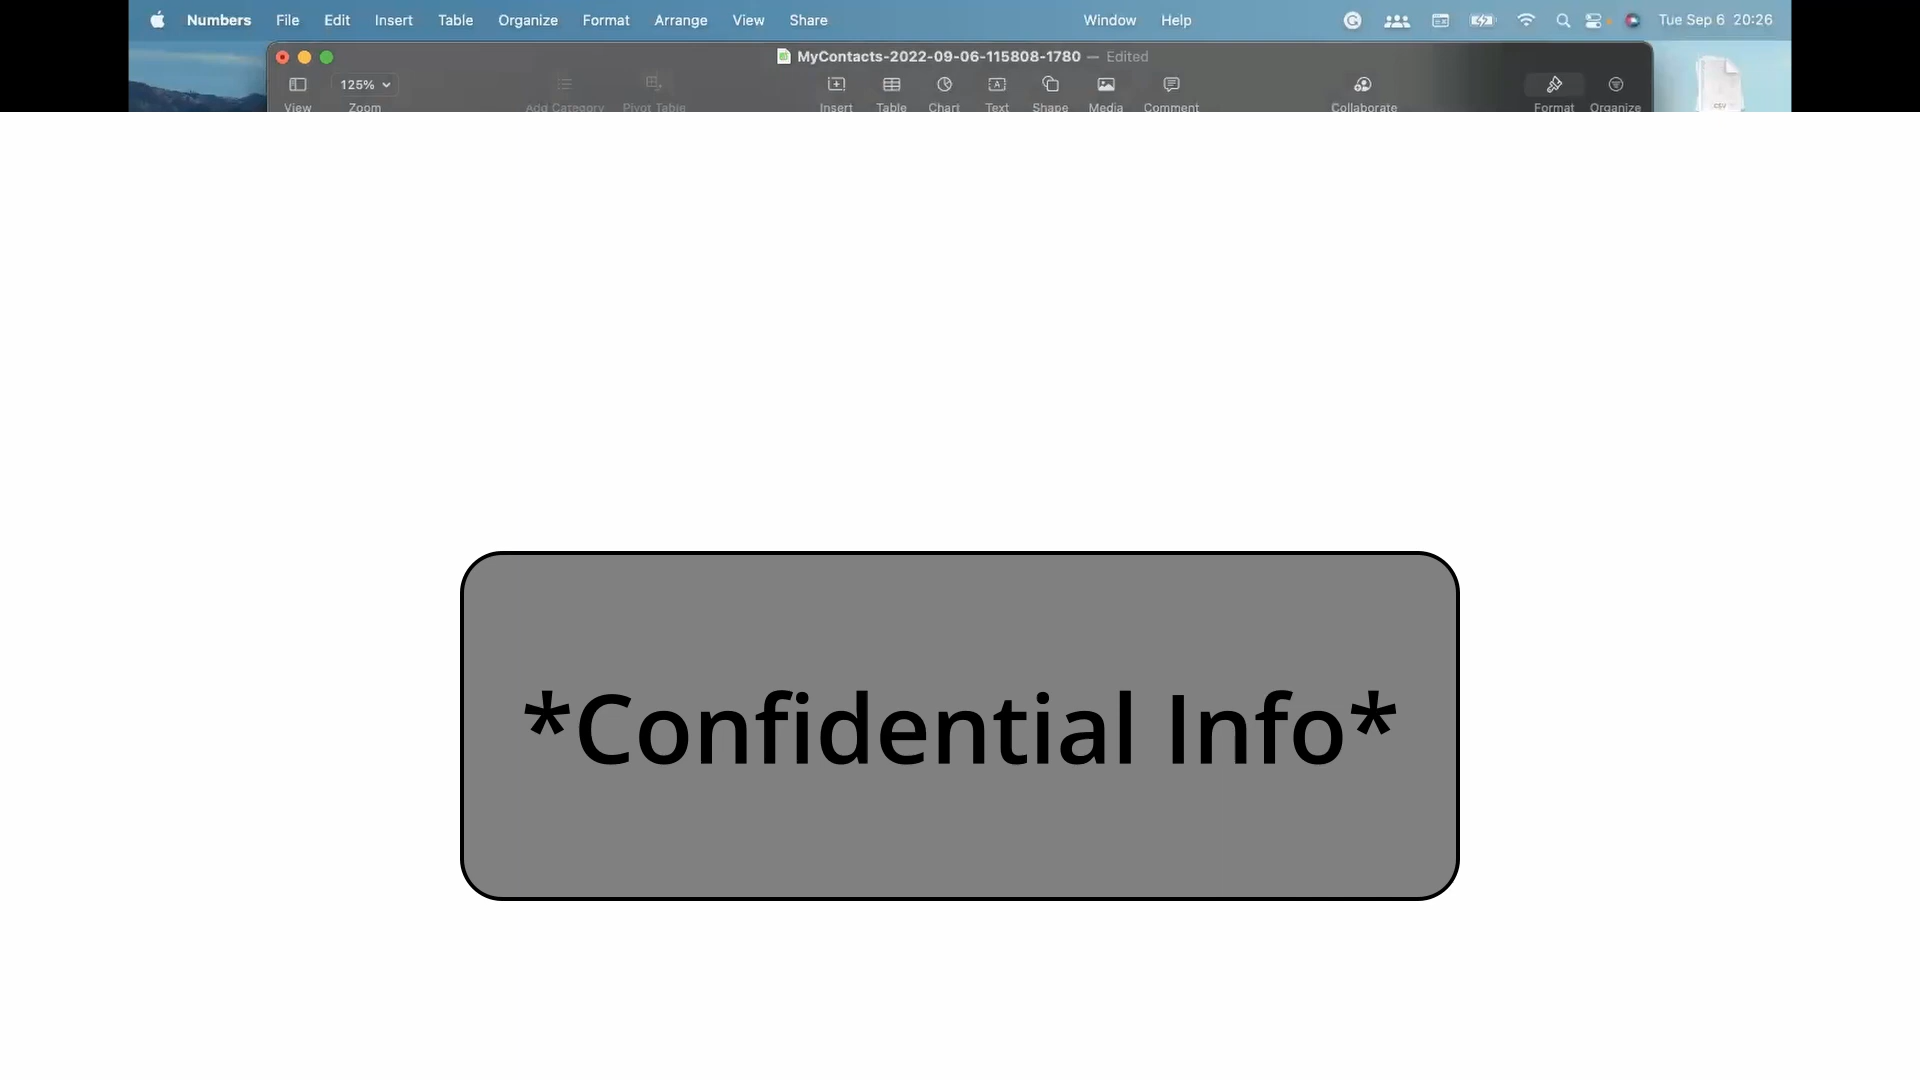 Numbers File Edit Insert Table Organize Format Arrange View Share Window Help Tue Sep 6 20:26
MyContacts-2022-09-06-115808-1780 — Edited
125%
View Zoom Add Category Pivot Table Insert Table Chart Text Shape Media Comment Collaborate Format Organize
CSV
*Confidential Info*